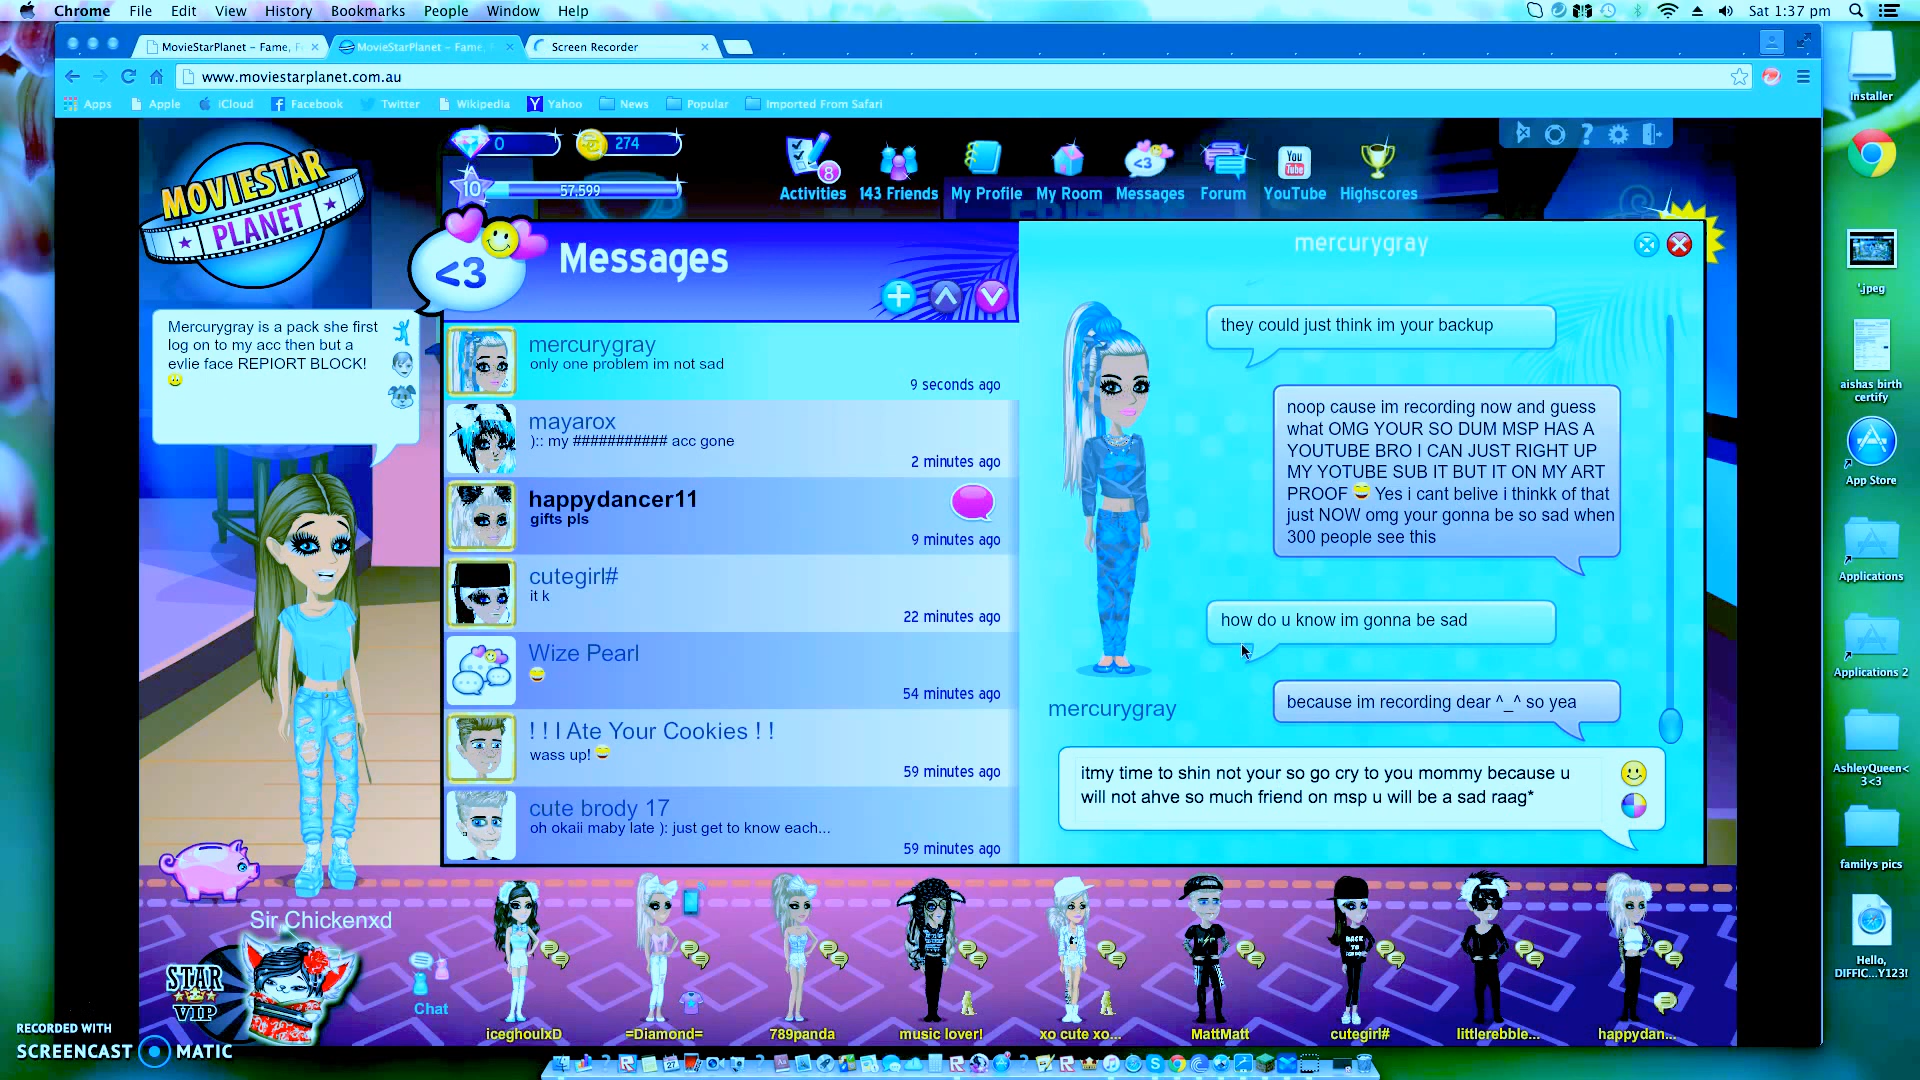 Chrome File Edit View History Bookmarks People Window Help
Sat 1:37 pm
MovieStarPlanet – Fame, F
MovieStarPlanet – Fame,
Screen Recorder
www.moviestarplanet.com.au
Apps Apple iCloud Facebook Twitter Wikipedia Yahoo News Popular Imported From Safari
MOVIESTAR
PLANET
0
274
10
57,599
8
<3
You
Tube
Activities 143 Friends My Profile My Room Messages Forum YouTube Highscores
Mercurygray is a pack she first
log on to my acc then but a
evlie face REPIORT BLOCK!
<3
Messages
mercurygray
only one problem im not sad
9 seconds ago
mayarox
):: my ########### acc gone
2 minutes ago
happydancer11
gifts pls
9 minutes ago
cutegirl#
it k
22 minutes ago
Wize Pearl
54 minutes ago
! ! I Ate Your Cookies ! !
wass up!
59 minutes ago
cute brody 17
oh okaii maby late ): just get to know each...
59 minutes ago
mercurygray
they could just think im your backup
noop cause im recording now and guess
what OMG YOUR SO DUM MSP HAS A
YOUTUBE BRO I CAN JUST RIGHT UP
MY YOTUBE SUB IT BUT IT ON MY ART
PROOF Yes i cant belive i thinkk of that
just NOW omg your gonna be so sad when
300 people see this
how do u know im gonna be sad
because im recording dear ^_^ so yea
mercurygray
itmy time to shin not your so go cry to you mommy because u
will not ahve so much friend on msp u will be a sad raag*
Sir Chickenxd
STAR
VIP
Chat
iceghoulxD
=Diamond=
789panda
music lover!
xo cute xo...
MattMatt
cutegirl#
littlerebble...
happydan...
RECORDED WITH
SCREENCAST MATIC
Installer
'.jpeg
aishas birth
certify
App Store
Applications
Applications 2
AshleyQueen<
3<3
familys pics
Hello,
DIFFIC...Y123!